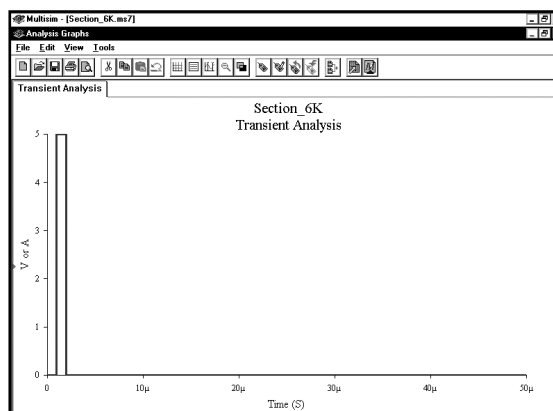 Multisim - [Section_6K.ms7]
Analysis Graphs
File Edit View Tools
Transient Analysis
Section_6K
Transient Analysis
5
4
3
2
1
0
V or A
0 10µ 20µ 30µ 40µ 50µ
Time (S)